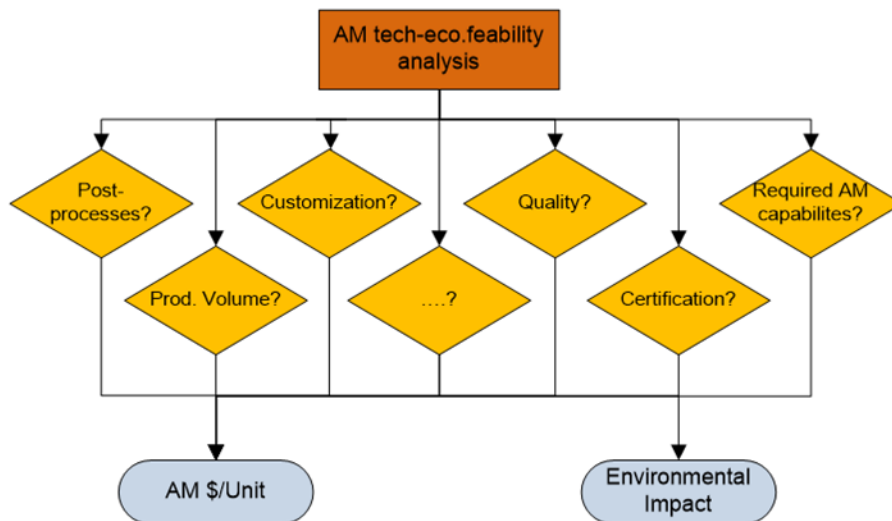 AM tech-eco.feability
analysis
Post-
processes?
Customization?
Quality?
Required AM
capabilites?
Prod. Volume?
....?
Certification?
AM $/Unit
Environmental
Impact